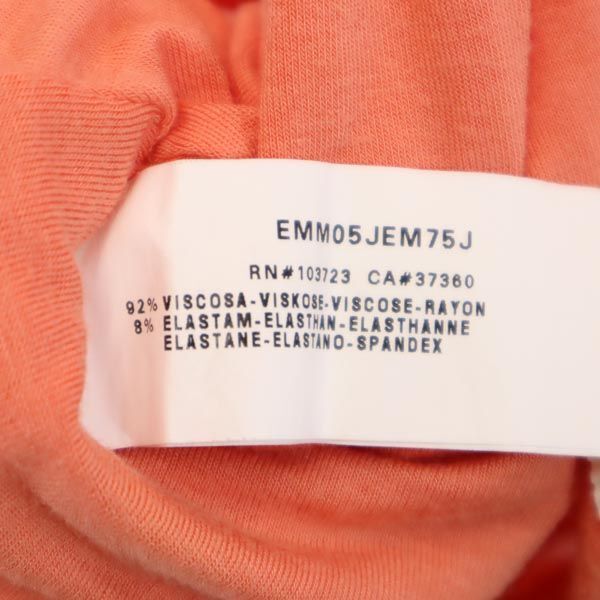 EMM05JEM75J
RN#103723 CA#37360
92% VISCOSA-VISKOSE-VISCOSE-RAYON
8% ELASTAM-ELASTHAN-ELASTHANNE
ELASTANE-ELASTANO-SPANDEX